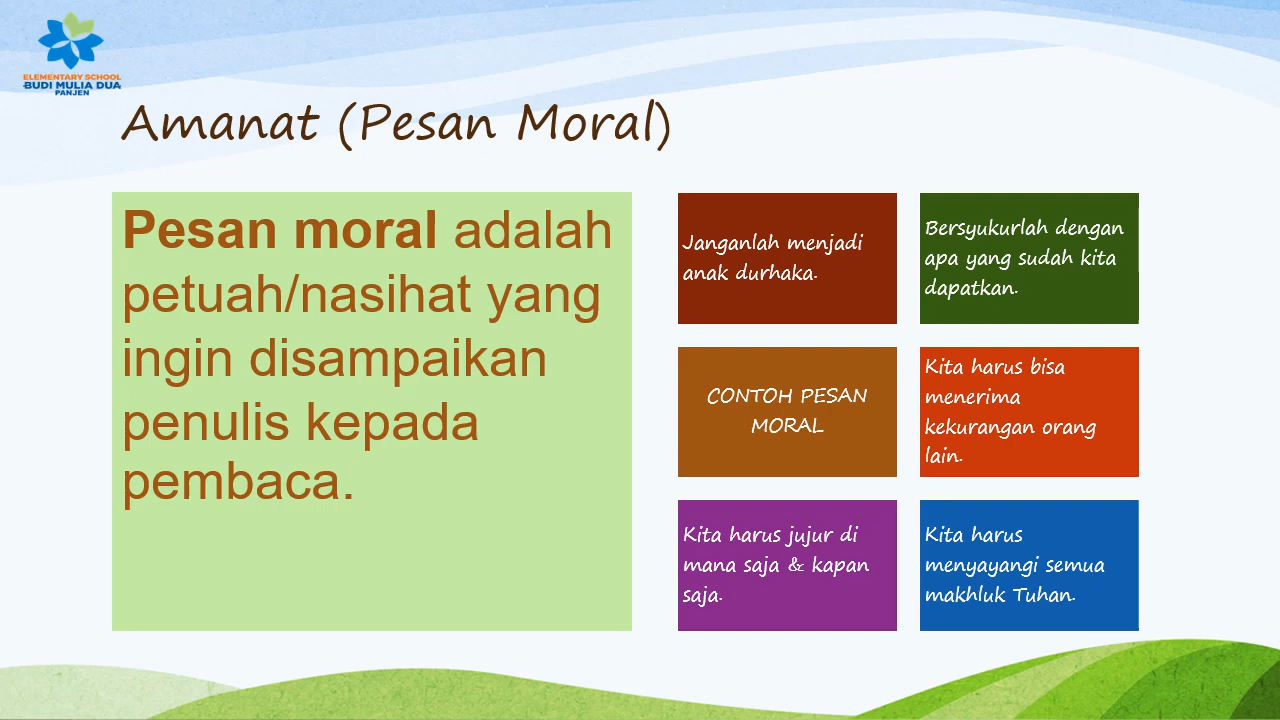 ELEMENTARY SCHOOL
BUDI MULIA DUA
PANJEN
Amanat (Pesan Moral)
Pesan moral adalah
petuah/nasihat yang
ingin disampaikan
penulis kepada
pembaca.
Janganlah menjadi
anak durhaka.
Bersyukurlah dengan
apa yang sudah kita
dapatkan.
CONTOH PESAN
MORAL
Kita harus bisa
menerima
kekurangan orang
lain.
Kita harus jujur di
mana saja & kapan
saja.
Kita harus
menyayangi semua
makhluk Tuhan.